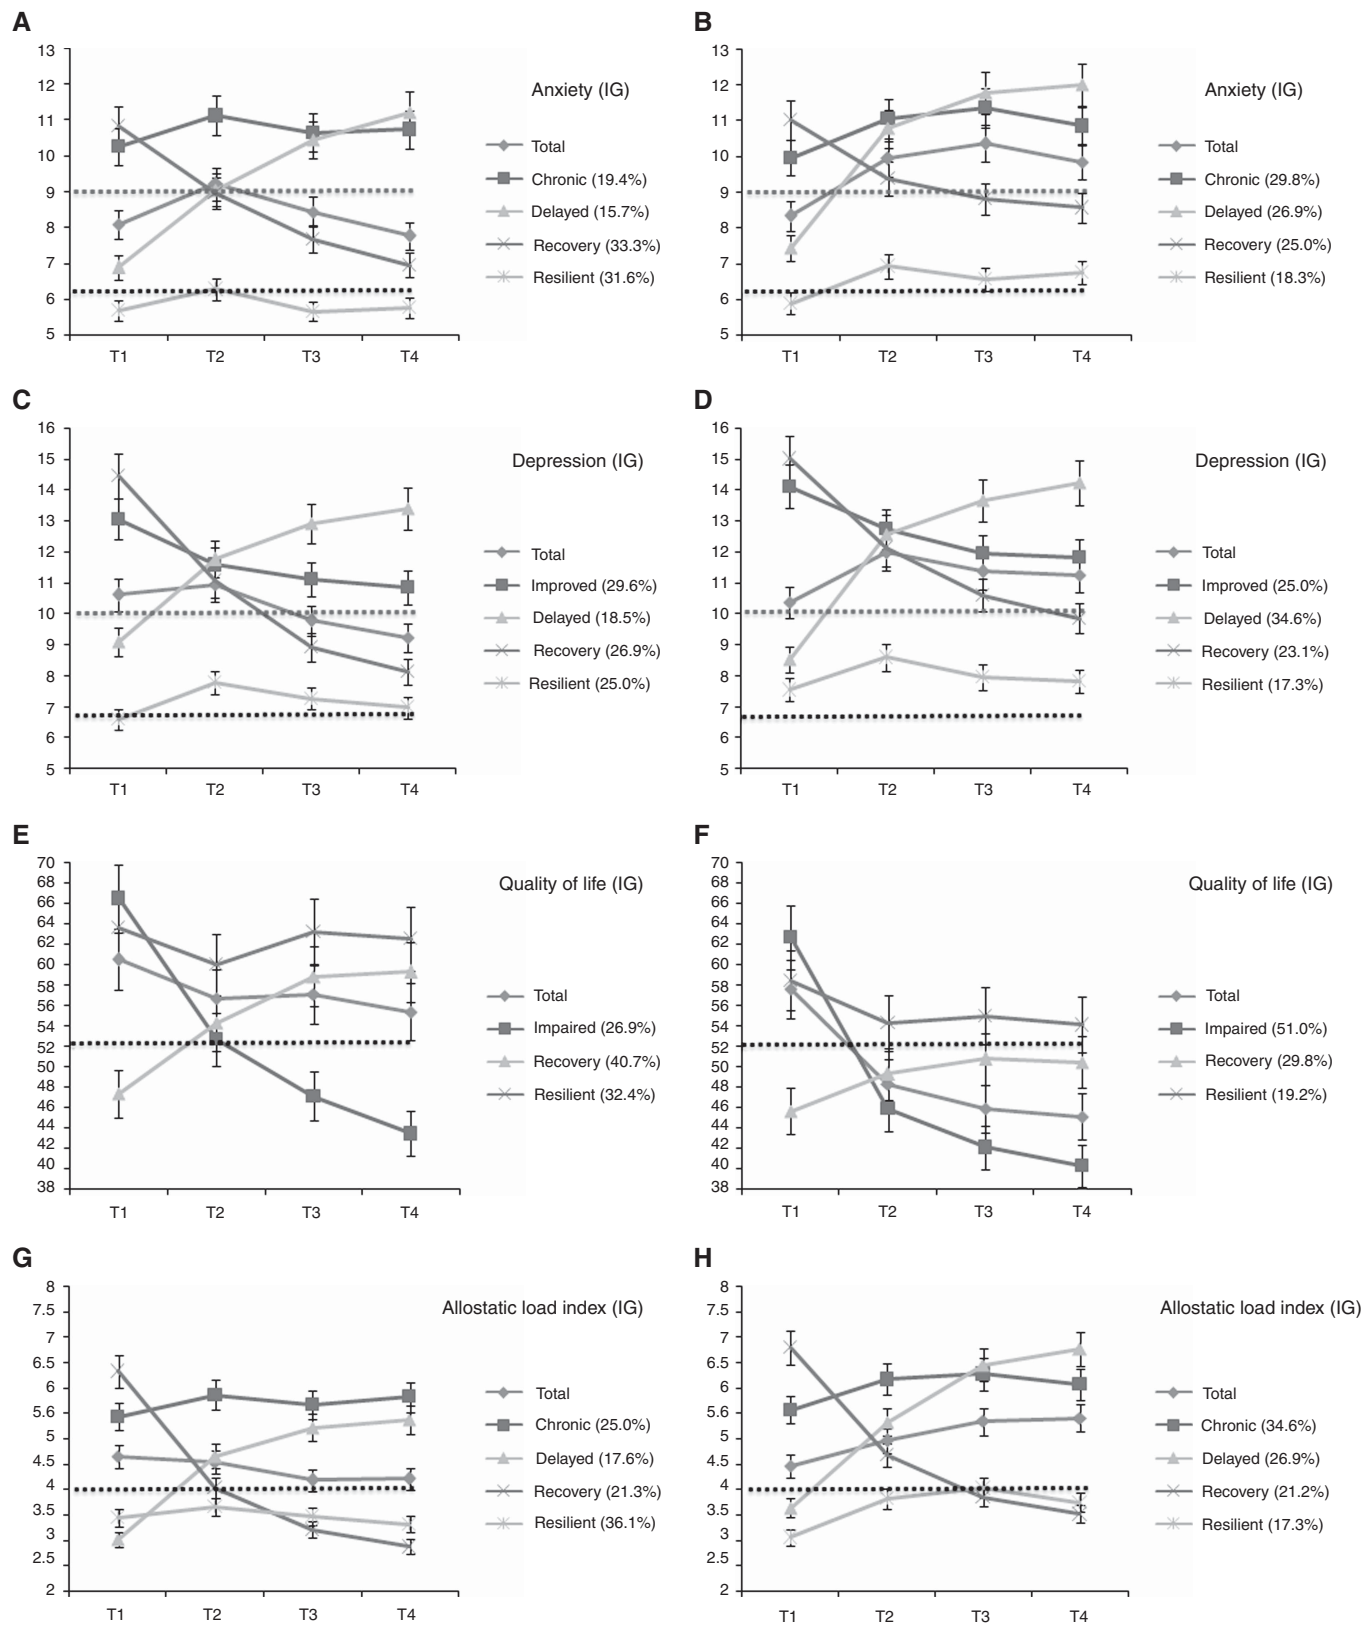 A
13
12
11
10
9
8
7
6
5
T1 T2 T3 T4
Anxiety (IG)
Total
Chronic (19.4%)
Delayed (15.7%)
Recovery (33.3%)
Resilient (31.6%)
B
13
12
11
10
9
8
7
6
5
T1 T2 T3 T4
Anxiety (IG)
Total
Chronic (29.8%)
Delayed (26.9%)
Recovery (25.0%)
Resilient (18.3%)
C
16
15
14
13
12
11
10
9
8
7
6
5
T1 T2 T3 T4
Depression (IG)
Total
Improved (29.6%)
Delayed (18.5%)
Recovery (26.9%)
Resilient (25.0%)
D
16
15
14
13
12
11
10
9
8
7
6
5
T1 T2 T3 T4
Depression (IG)
Total
Improved (25.0%)
Delayed (34.6%)
Recovery (23.1%)
Resilient (17.3%)
E
70
68
66
64
62
60
58
56
54
52
50
48
46
44
42
40
38
T1 T2 T3 T4
Quality of life (IG)
Total
Impaired (26.9%)
Recovery (40.7%)
Resilient (32.4%)
F
70
68
66
64
62
60
58
56
54
52
50
48
46
44
42
40
38
T1 T2 T3 T4
Quality of life (IG)
Total
Impaired (51.0%)
Recovery (29.8%)
Resilient (19.2%)
G
8
7.5
7
6.5
6
5.6
5
4.5
4
3.5
3
2.5
2
T1 T2 T3 T4
Allostatic load index (IG)
Total
Chronic (25.0%)
Delayed (17.6%)
Recovery (21.3%)
Resilient (36.1%)
H
8
7.5
7
6.5
6
5.6
5
4.5
4
3.5
3
2.5
2
T1 T2 T3 T4
Allostatic load index (IG)
Total
Chronic (34.6%)
Delayed (26.9%)
Recovery (21.2%)
Resilient (17.3%)